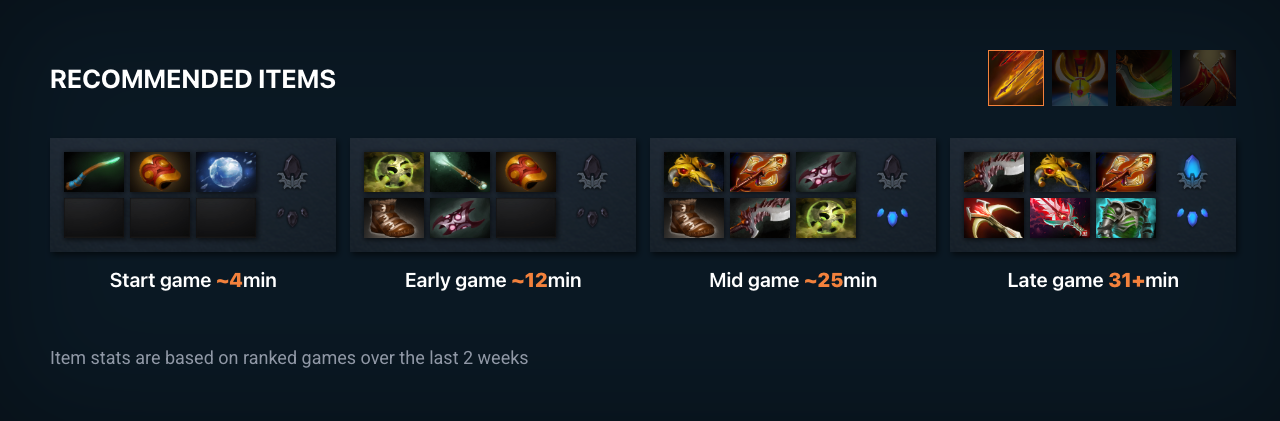 RECOMMENDED ITEMS
Start game ~4min
Early game ~12min
Mid game ~25min
Late game 31+min
Item stats are based on ranked games over the last 2 weeks